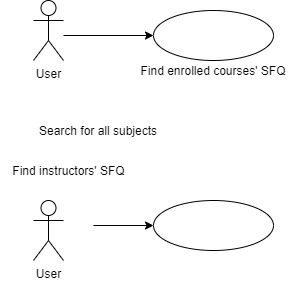 User
Find enrolled courses' SFQ
Search for all subjects
Find instructors' SFQ
User